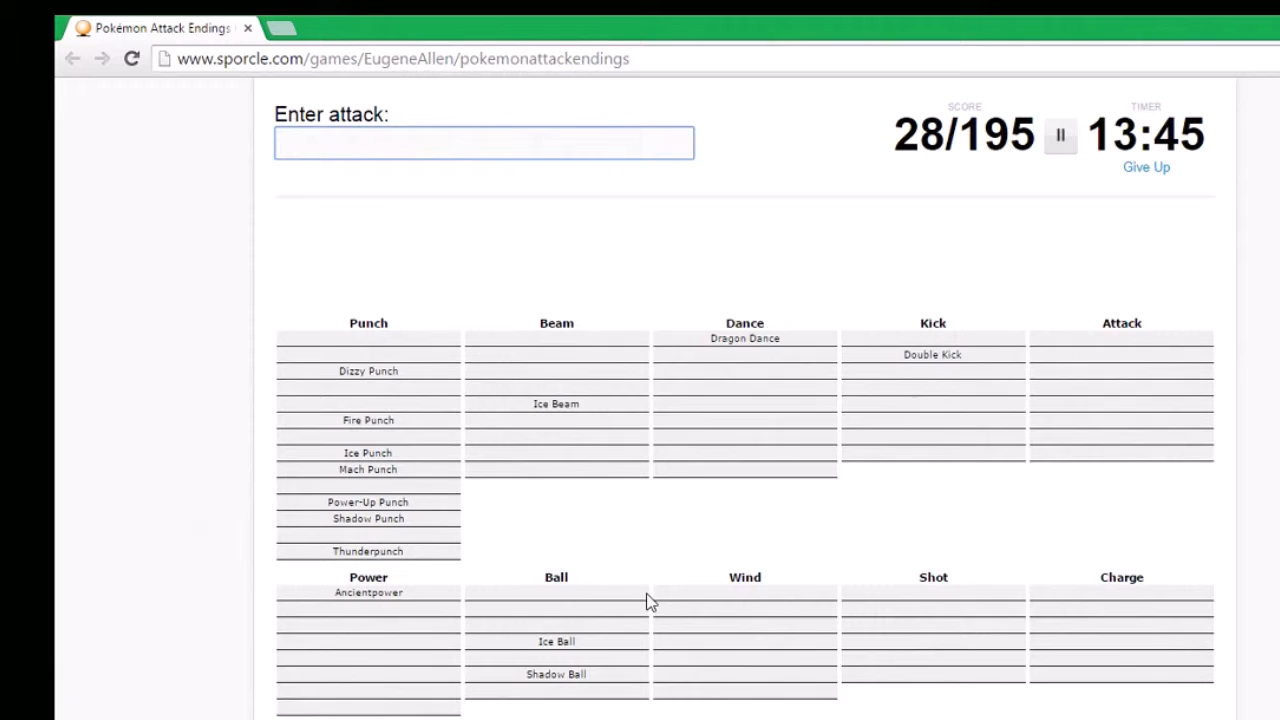 Pokémon Attack Endings
www.sporcle.com/games/EugeneAllen/pokemonattackendings
Enter attack:
SCORE
28/195
TIMER
13:45
Give Up
Punch Beam Dance Kick Attack
Dragon Dance
Double Kick
Dizzy Punch
Ice Beam
Fire Punch
Ice Punch
Mach Punch
Power-Up Punch
Shadow Punch
Thunderpunch
Power Ball Wind Shot Charge
Ancientpower
Ice Ball
Shadow Ball